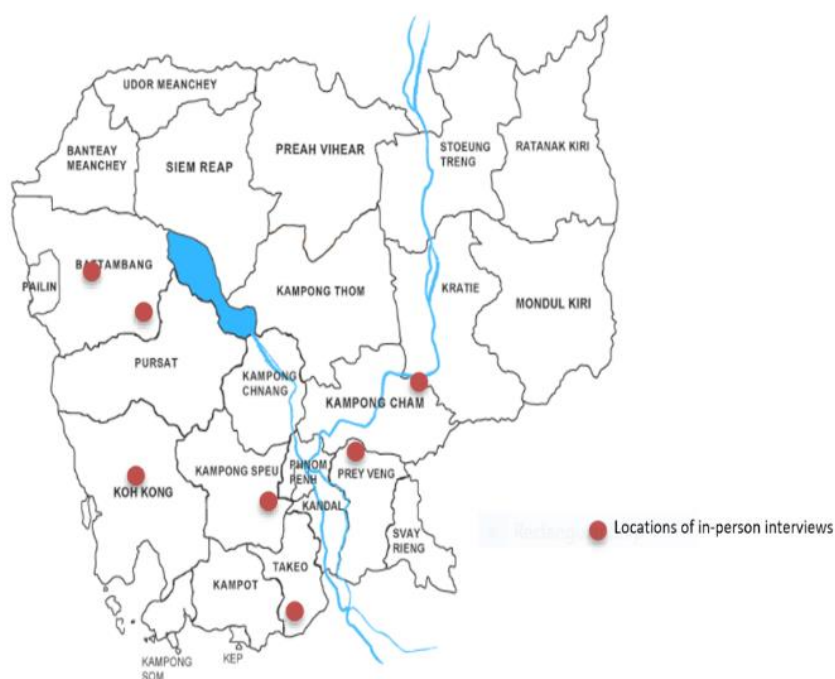 UDOR MEANCHEY
BANTEAY
MEANCHEY
SIEM REAP
PREAH VIHEAR
STOEUNG
TRENG
RATANAK KIRI
BATTAMBANG
PAILIN
KAMPONG THOM
KRATIE
MONDUL KIRI
PURSAT
KAMPONG
CHNANG
KAMPONG CHAM
KOH KONG
KAMPONG SPEU
PHNOM
PENH
PREY VENG
KANDAL
SVAY
RIENG
TAKEO
KAMPOT
KAMPONG
SOM
KEP
Locations of in-person interviews